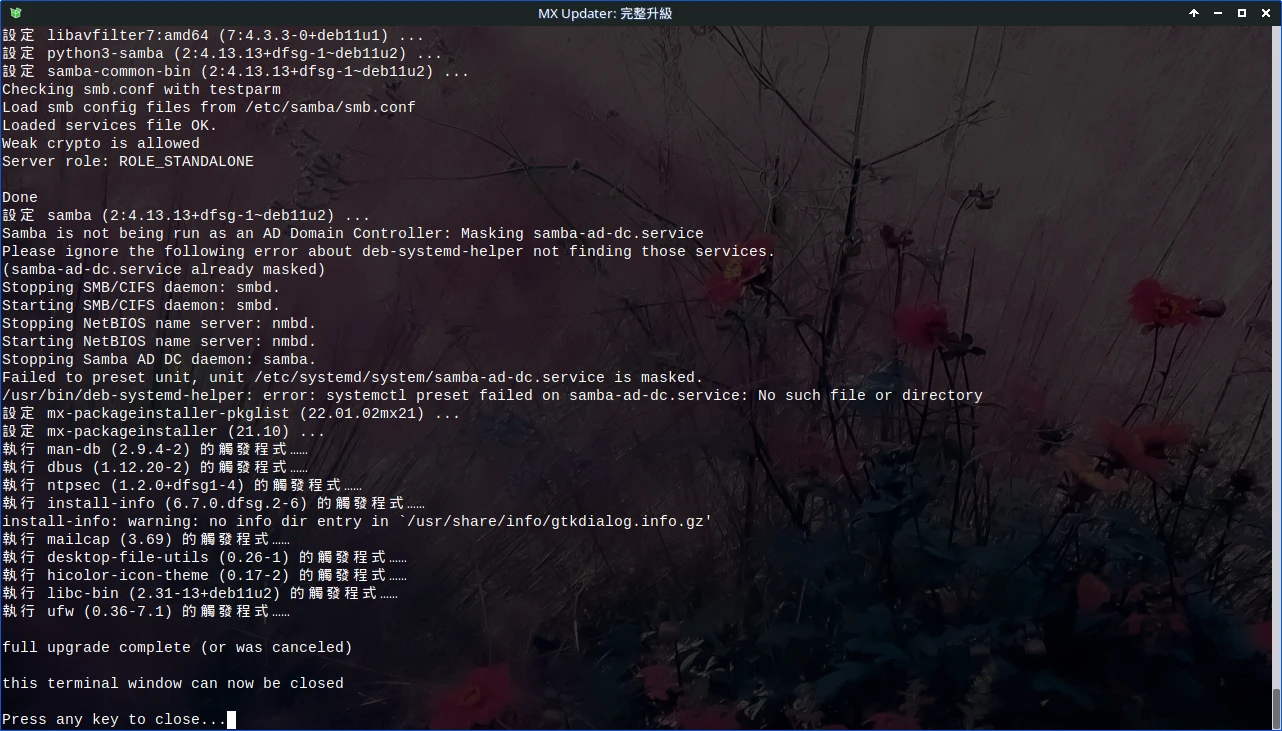 MX Updater: 完整升級
設定 libavfilter7:amd64 (7:4.3.3-0+deb11u1) ...
設定 python3-samba (2:4.13.13+dfsg-1~deb11u2) ...
設定 samba-common-bin (2:4.13.13+dfsg-1~deb11u2) ...
Checking smb.conf with testparm
Load smb config files from /etc/samba/smb.conf
Loaded services file OK.
Weak crypto is allowed
Server role: ROLE_STANDALONE
Done
設定 samba (2:4.13.13+dfsg-1~deb11u2) ...
Samba is not being run as an AD Domain Controller: Masking samba-ad-dc.service
Please ignore the following error about deb-systemd-helper not finding those services.
(samba-ad-dc.service already masked)
Stopping SMB/CIFS daemon: smbd.
Starting SMB/CIFS daemon: smbd.
Stopping NetBIOS name server: nmbd.
Starting NetBIOS name server: nmbd.
Stopping Samba AD DC daemon: samba.
Failed to preset unit, unit /etc/systemd/system/samba-ad-dc.service is masked.
/usr/bin/deb-systemd-helper: error: systemctl preset failed on samba-ad-dc.service: No such file or directory
設定 mx-packageinstaller-pkglist (22.01.02mx21) ...
設定 mx-packageinstaller (21.10) ...
執行 man-db (2.9.4-2) 的觸發程式……
執行 dbus (1.12.20-2) 的觸發程式……
執行 ntpsec (1.2.0+dfsg1-4) 的觸發程式……
執行 install-info (6.7.0.dfsg.2-6) 的觸發程式……
install-info: warning: no info dir entry in `/usr/share/info/gtkdialog.info.gz'
執行 mailcap (3.69) 的觸發程式……
執行 desktop-file-utils (0.26-1) 的觸發程式……
執行 hicolor-icon-theme (0.17-2) 的觸發程式……
執行 libc-bin (2.31-13+deb11u2) 的觸發程式……
執行 ufw (0.36-7.1) 的觸發程式……
full upgrade complete (or was canceled)
this terminal window can now be closed
Press any key to close...